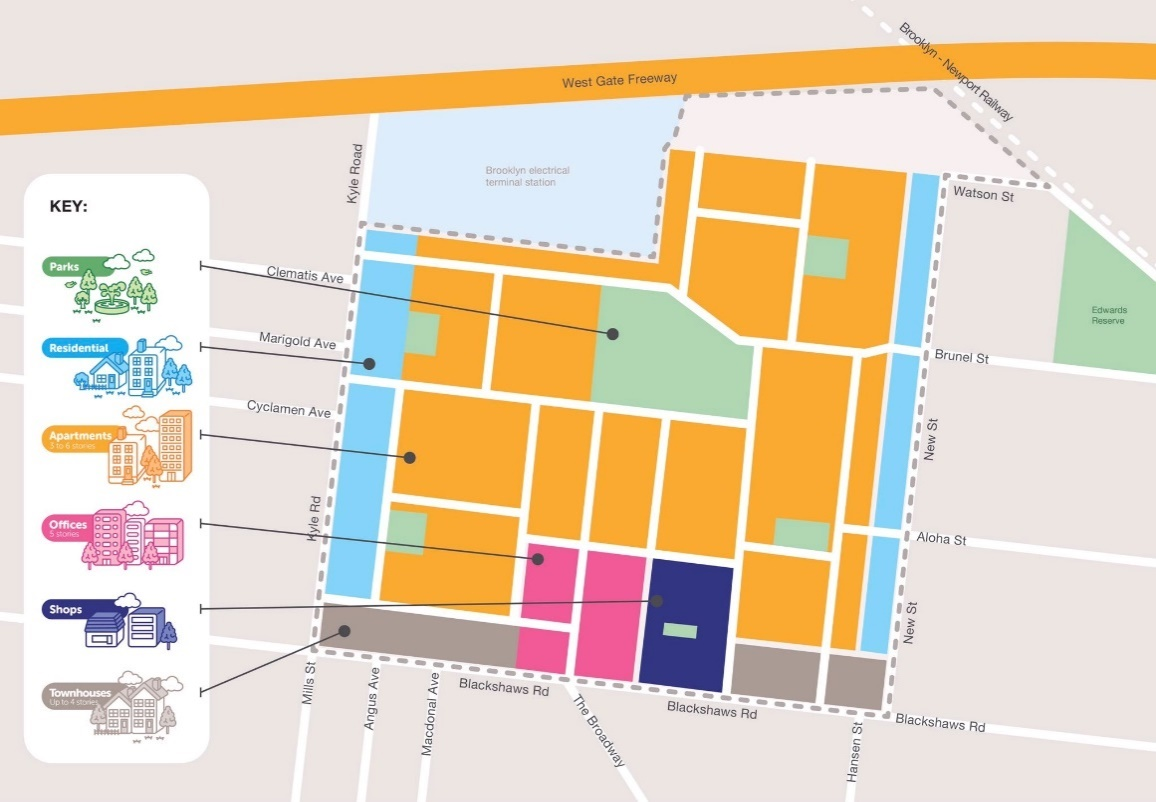 West Gate Freeway
Brooklyn - Newport Railway
Kyle Road
Brooklyn electrical
terminal station
Watson St
KEY:
Parks
Clematis Ave
Edwards
Reserve
Residential
Marigold Ave
Brunel St
Cyclamen Ave
Apartments
3 to 6 stories
New St
Offices
5 stories
Kyle Rd
Aloha St
Shops
New St
Townhouses
Up to 4 stories
Mills St
Angus Ave
Macdonal Ave
Blackshaws Rd
The Broadway
Blackshaws Rd
Hansen St
Blackshaws Rd